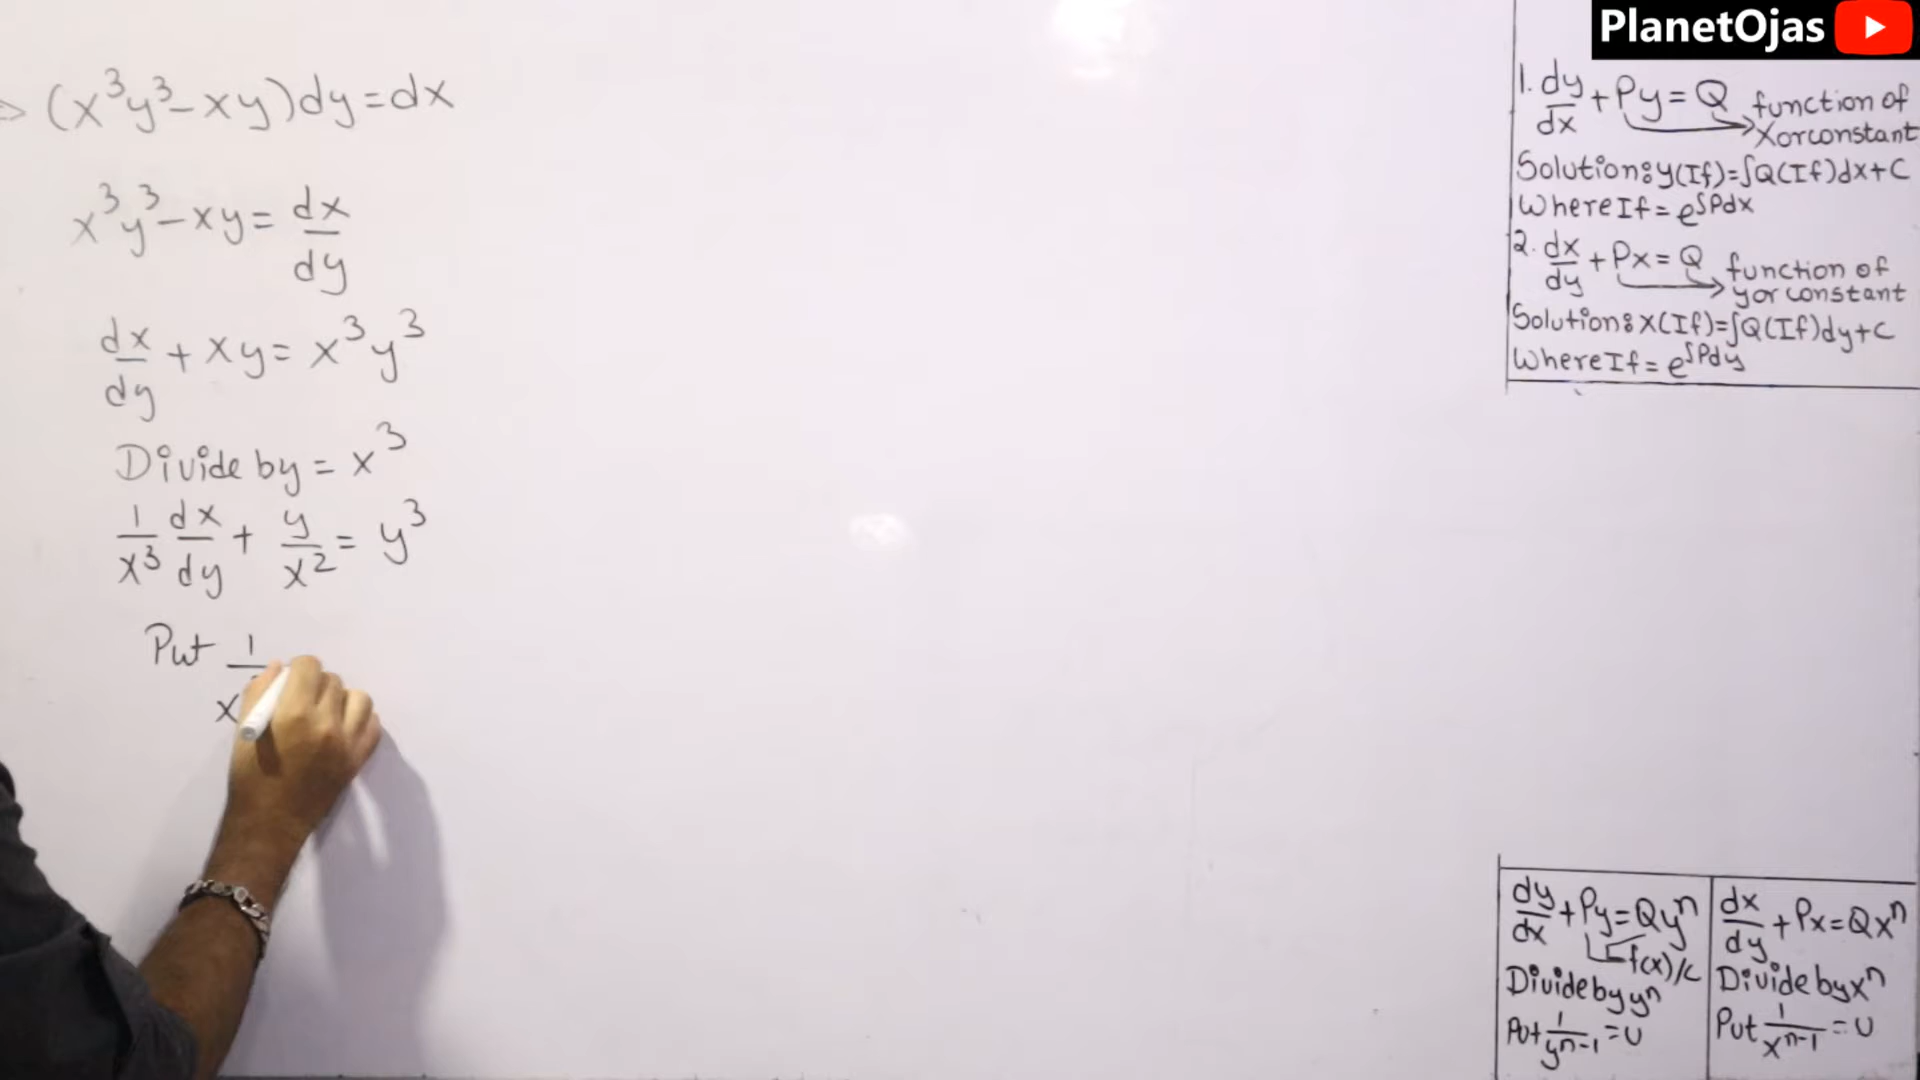 (x³y³-xy)dy=dx
x³y³-xy= dx/dy
dx/dy + xy= x³y³
Divide by = x³
1/x³ dx/dy + y/x² = y³
Put 1/x
PlanetOjas
1. dy/dx + Py = Q function of
x or constant
Solution: y(If)=∫Q(If)dx+C
Where If = e^∫Pdx
2. dx/dy + Px = Q function of
y or constant
Solution: x(If)=∫Q(If)dy+C
Where If = e^∫Pdy
dy/dx + Py = Qyⁿ
f(x)/c
Divide by yⁿ
Put 1/yⁿ⁻¹ = U
dx/dy + Px = Qxⁿ
Divide by xⁿ
Put 1/xⁿ⁻¹ = U